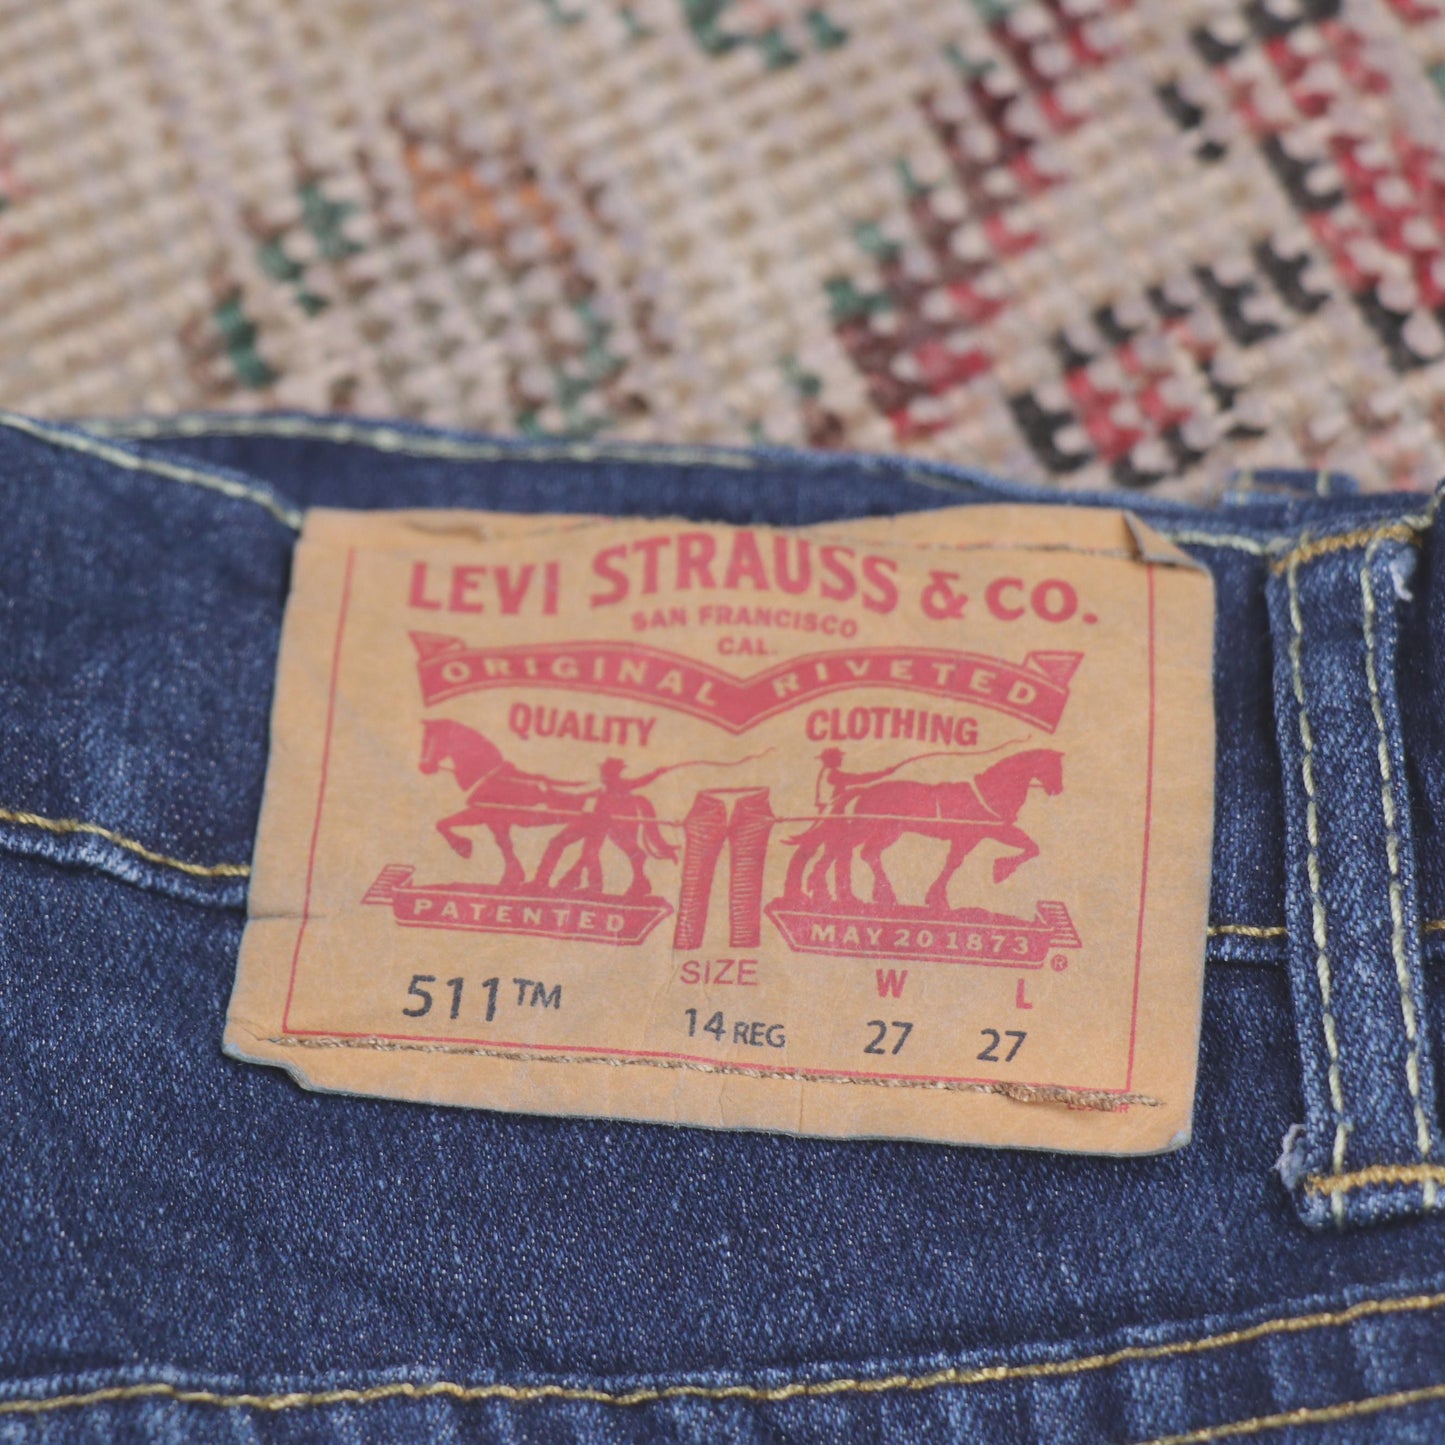 LEVI STRAUSS & CO.
SAN FRANCISCO
CAL.
ORIGINAL RIVETED
QUALITY CLOTHING
PATENTED MAY 20 1873 ®
SIZE W L
511™ 14 REG 27 27